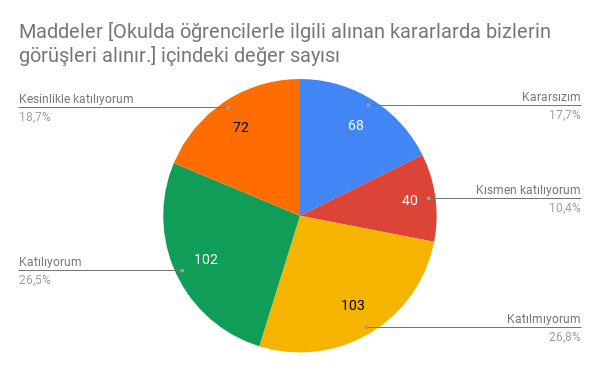 Maddeler [Okulda öğrencilerle ilgili alınan kararlarda bizlerin
görüşleri alınır.] içindeki değer sayısı
Kesinlikle katılıyorum
18,7%
72
68
Kararsızım
17,7%
40
Kısmen katılıyorum
10,4%
Katılıyorum
26,5%
102
103
Katılmıyorum
26,8%